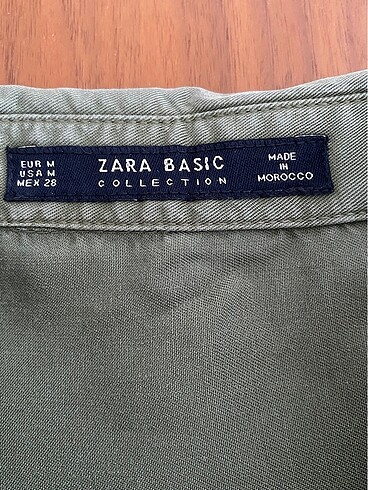 EUR M
USA M
MEX 28
ZARA BASIC
COLLECTION
MADE
IN
MOROCCO